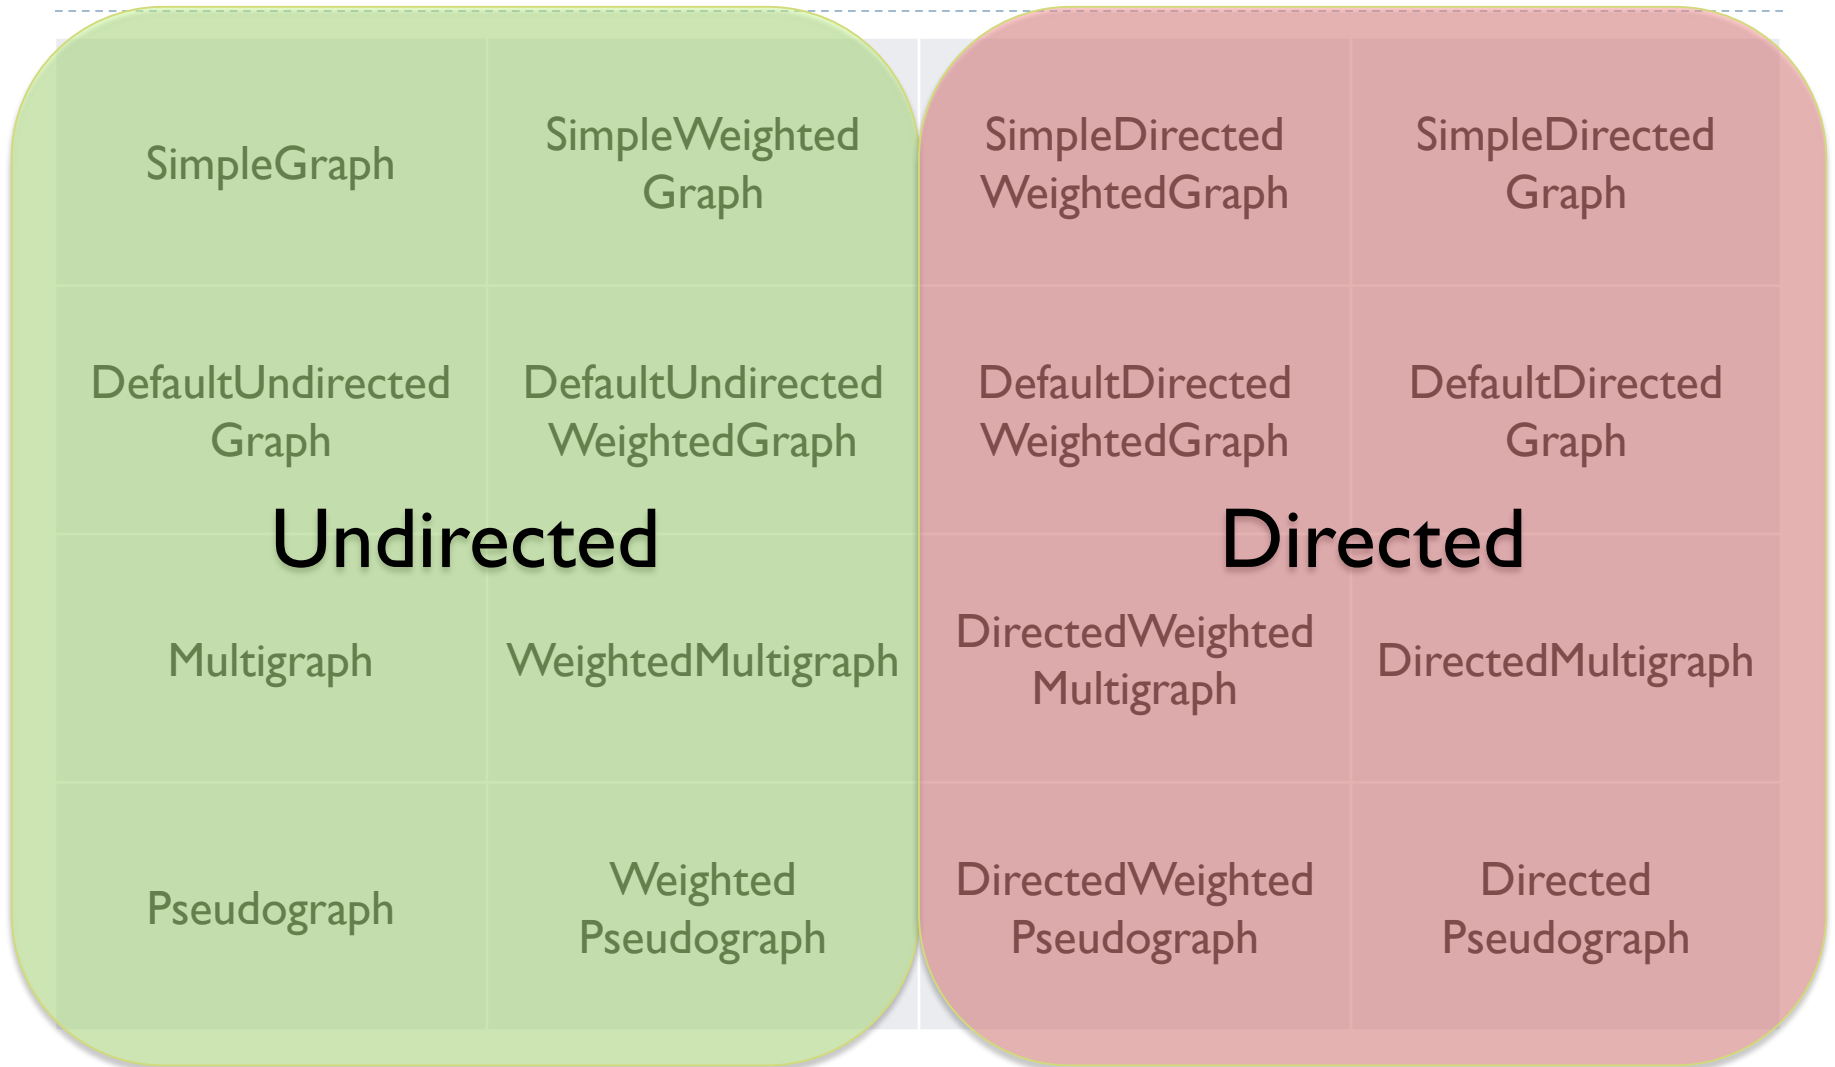 SimpleGraph
SimpleWeighted
Graph
SimpleDirected
WeightedGraph
SimpleDirected
Graph
DefaultUndirected
Graph
DefaultUndirected
WeightedGraph
DefaultDirected
WeightedGraph
DefaultDirected
Graph
Undirected
Directed
Multigraph
WeightedMultigraph
DirectedWeighted
Multigraph
DirectedMultigraph
Pseudograph
Weighted
Pseudograph
DirectedWeighted
Pseudograph
Directed
Pseudograph